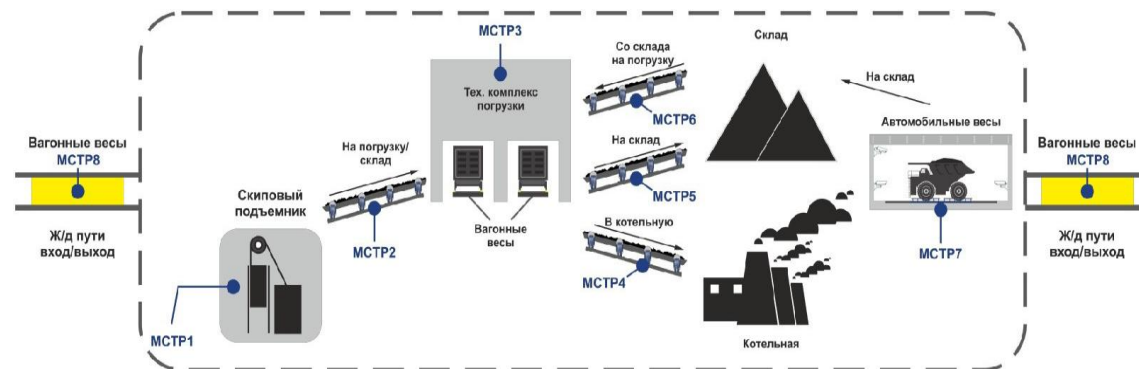 МСТР3
Тех. комплекс
погрузки
Со склада
на погрузку
МСТР6
Склад
На склад
Автомобильные весы
МСТР7
Вагонные весы
МСТР8
Ж/д пути
вход/выход
Скиповый
подъемник
МСТР1
На погрузку/
склад
МСТР2
Вагонные
весы
На склад
МСТР5
В котельную
МСТР4
Котельная
Вагонные весы
МСТР8
Ж/д пути
вход/выход